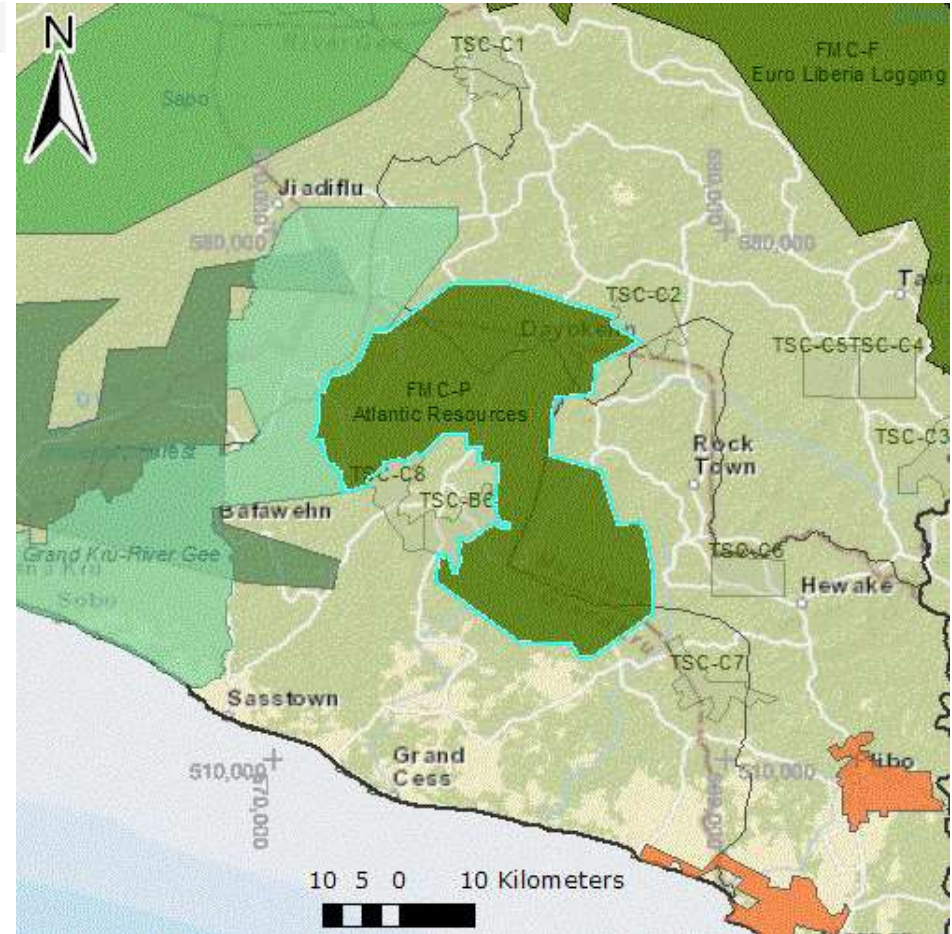 N
River Gee
TSC-C1
FMC-F
Euro Liberia Logging
Sabo
Jiadiflu
580,000
580,000
TSC-C2
TSC-C5
TSC-C4
FMC-P
Atlantic Resources
TSC-C3
Rock
Town
TSC-C8
TSC-B6
Bafawehn
Grand Kru-River Gee
Sobo
TSC-C6
Hewake
TSC-C7
Sasstown
Grand
Cess
510,000
510,000
10 5 0 10 Kilometers